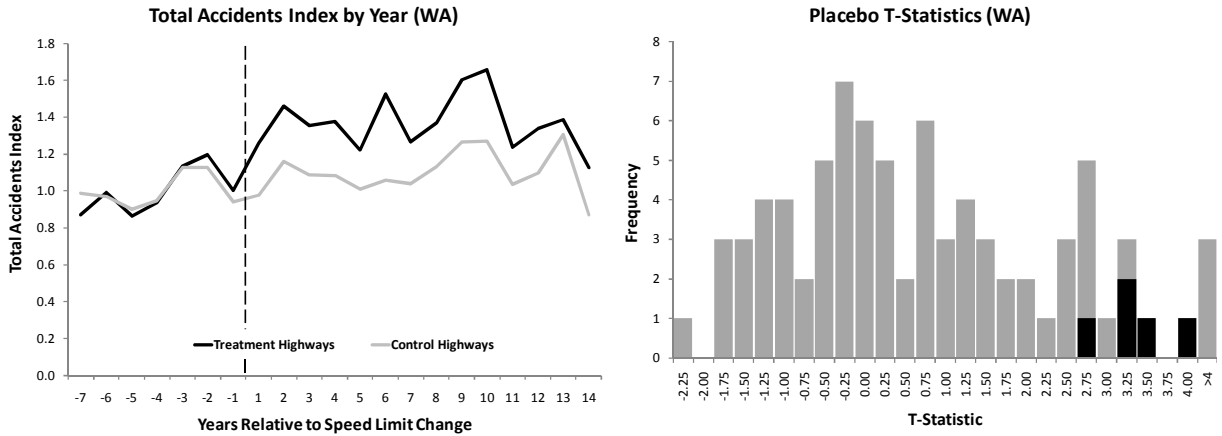 Total Accidents Index by Year (WA)
1.8
1.6
1.4
1.2
1.0
0.8
0.6
0.4
0.2
0.0
Total Accidents Index
Treatment Highways
Control Highways
-7 -6 -5 -4 -3 -2 -1 1 2 3 4 5 6 7 8 9 10 11 12 13 14
Years Relative to Speed Limit Change
Placebo T-Statistics (WA)
8
7
6
5
4
3
2
1
0
Frequency
-2.25 -2.00 -1.75 -1.50 -1.25 -1.00 -0.75 -0.50 -0.25 0.00 0.25 0.50 0.75 1.00 1.25 1.50 1.75 2.00 2.25 2.50 2.75 3.00 3.25 3.50 3.75 4.00 >4
T-Statistic